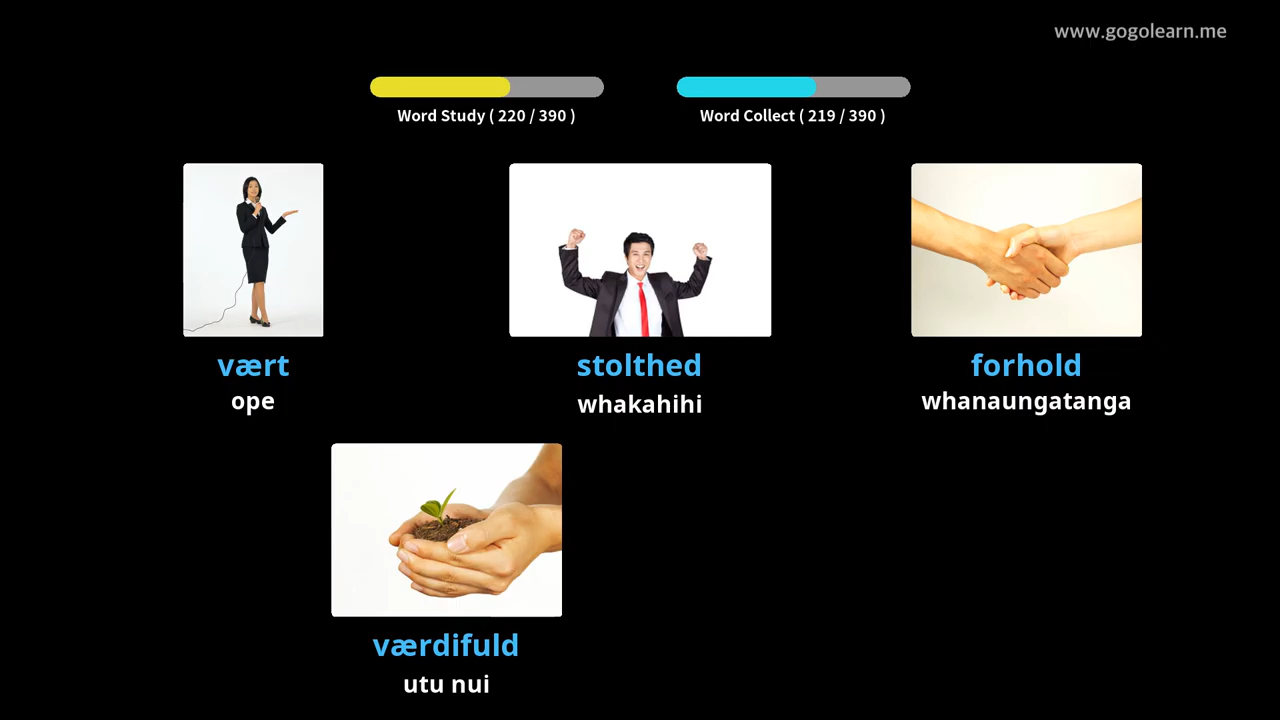 www.gogolearn.me
Word Study ( 220 / 390 )
Word Collect ( 219 / 390 )
vært
ope
stolthed
whakahihi
forhold
whanaungatanga
værdifuld
utu nui